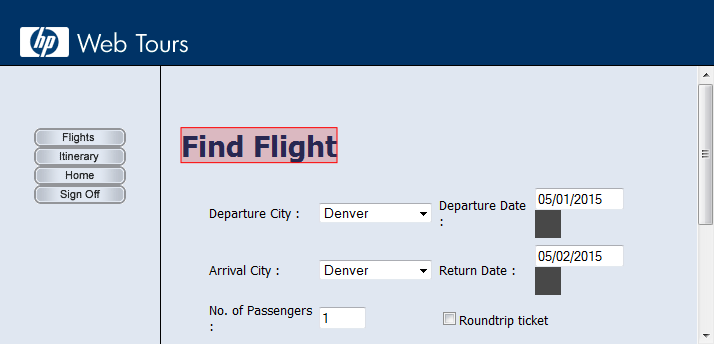 hp Web Tours
Flights
Itinerary
Home
Sign Off
Find Flight
Departure City : Denver Departure Date : 05/01/2015
Arrival City : Denver Return Date : 05/02/2015
No. of Passengers : 1 Roundtrip ticket